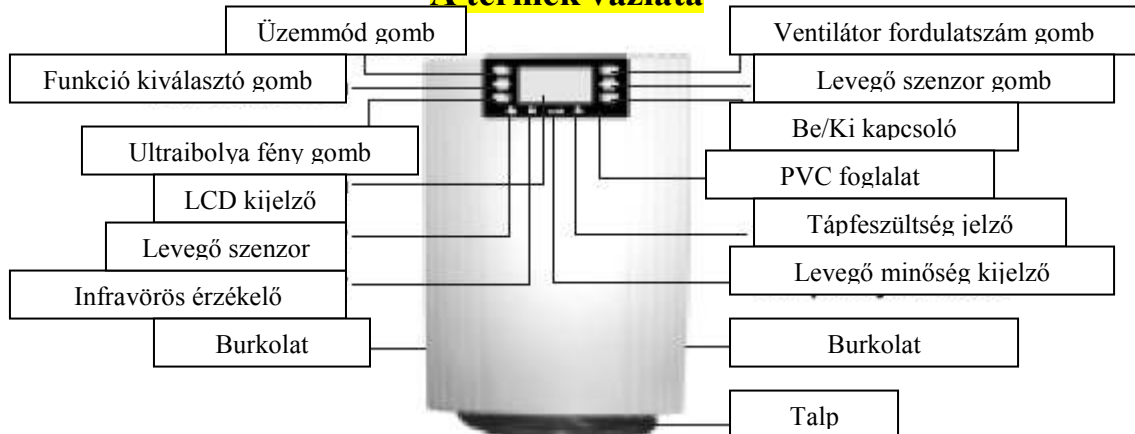 A termék vázlata
Üzemmód gomb
Funkció kiválasztó gomb
Ultraibolya fény gomb
LCD kijelző
Levegő szenzor
Infravörös érzékelő
Burkolat
Ventilátor fordulatszám gomb
Levegő szenzor gomb
Be/Ki kapcsoló
PVC foglalat
Tápfeszültség jelző
Levegő minőség kijelző
Burkolat
Talp